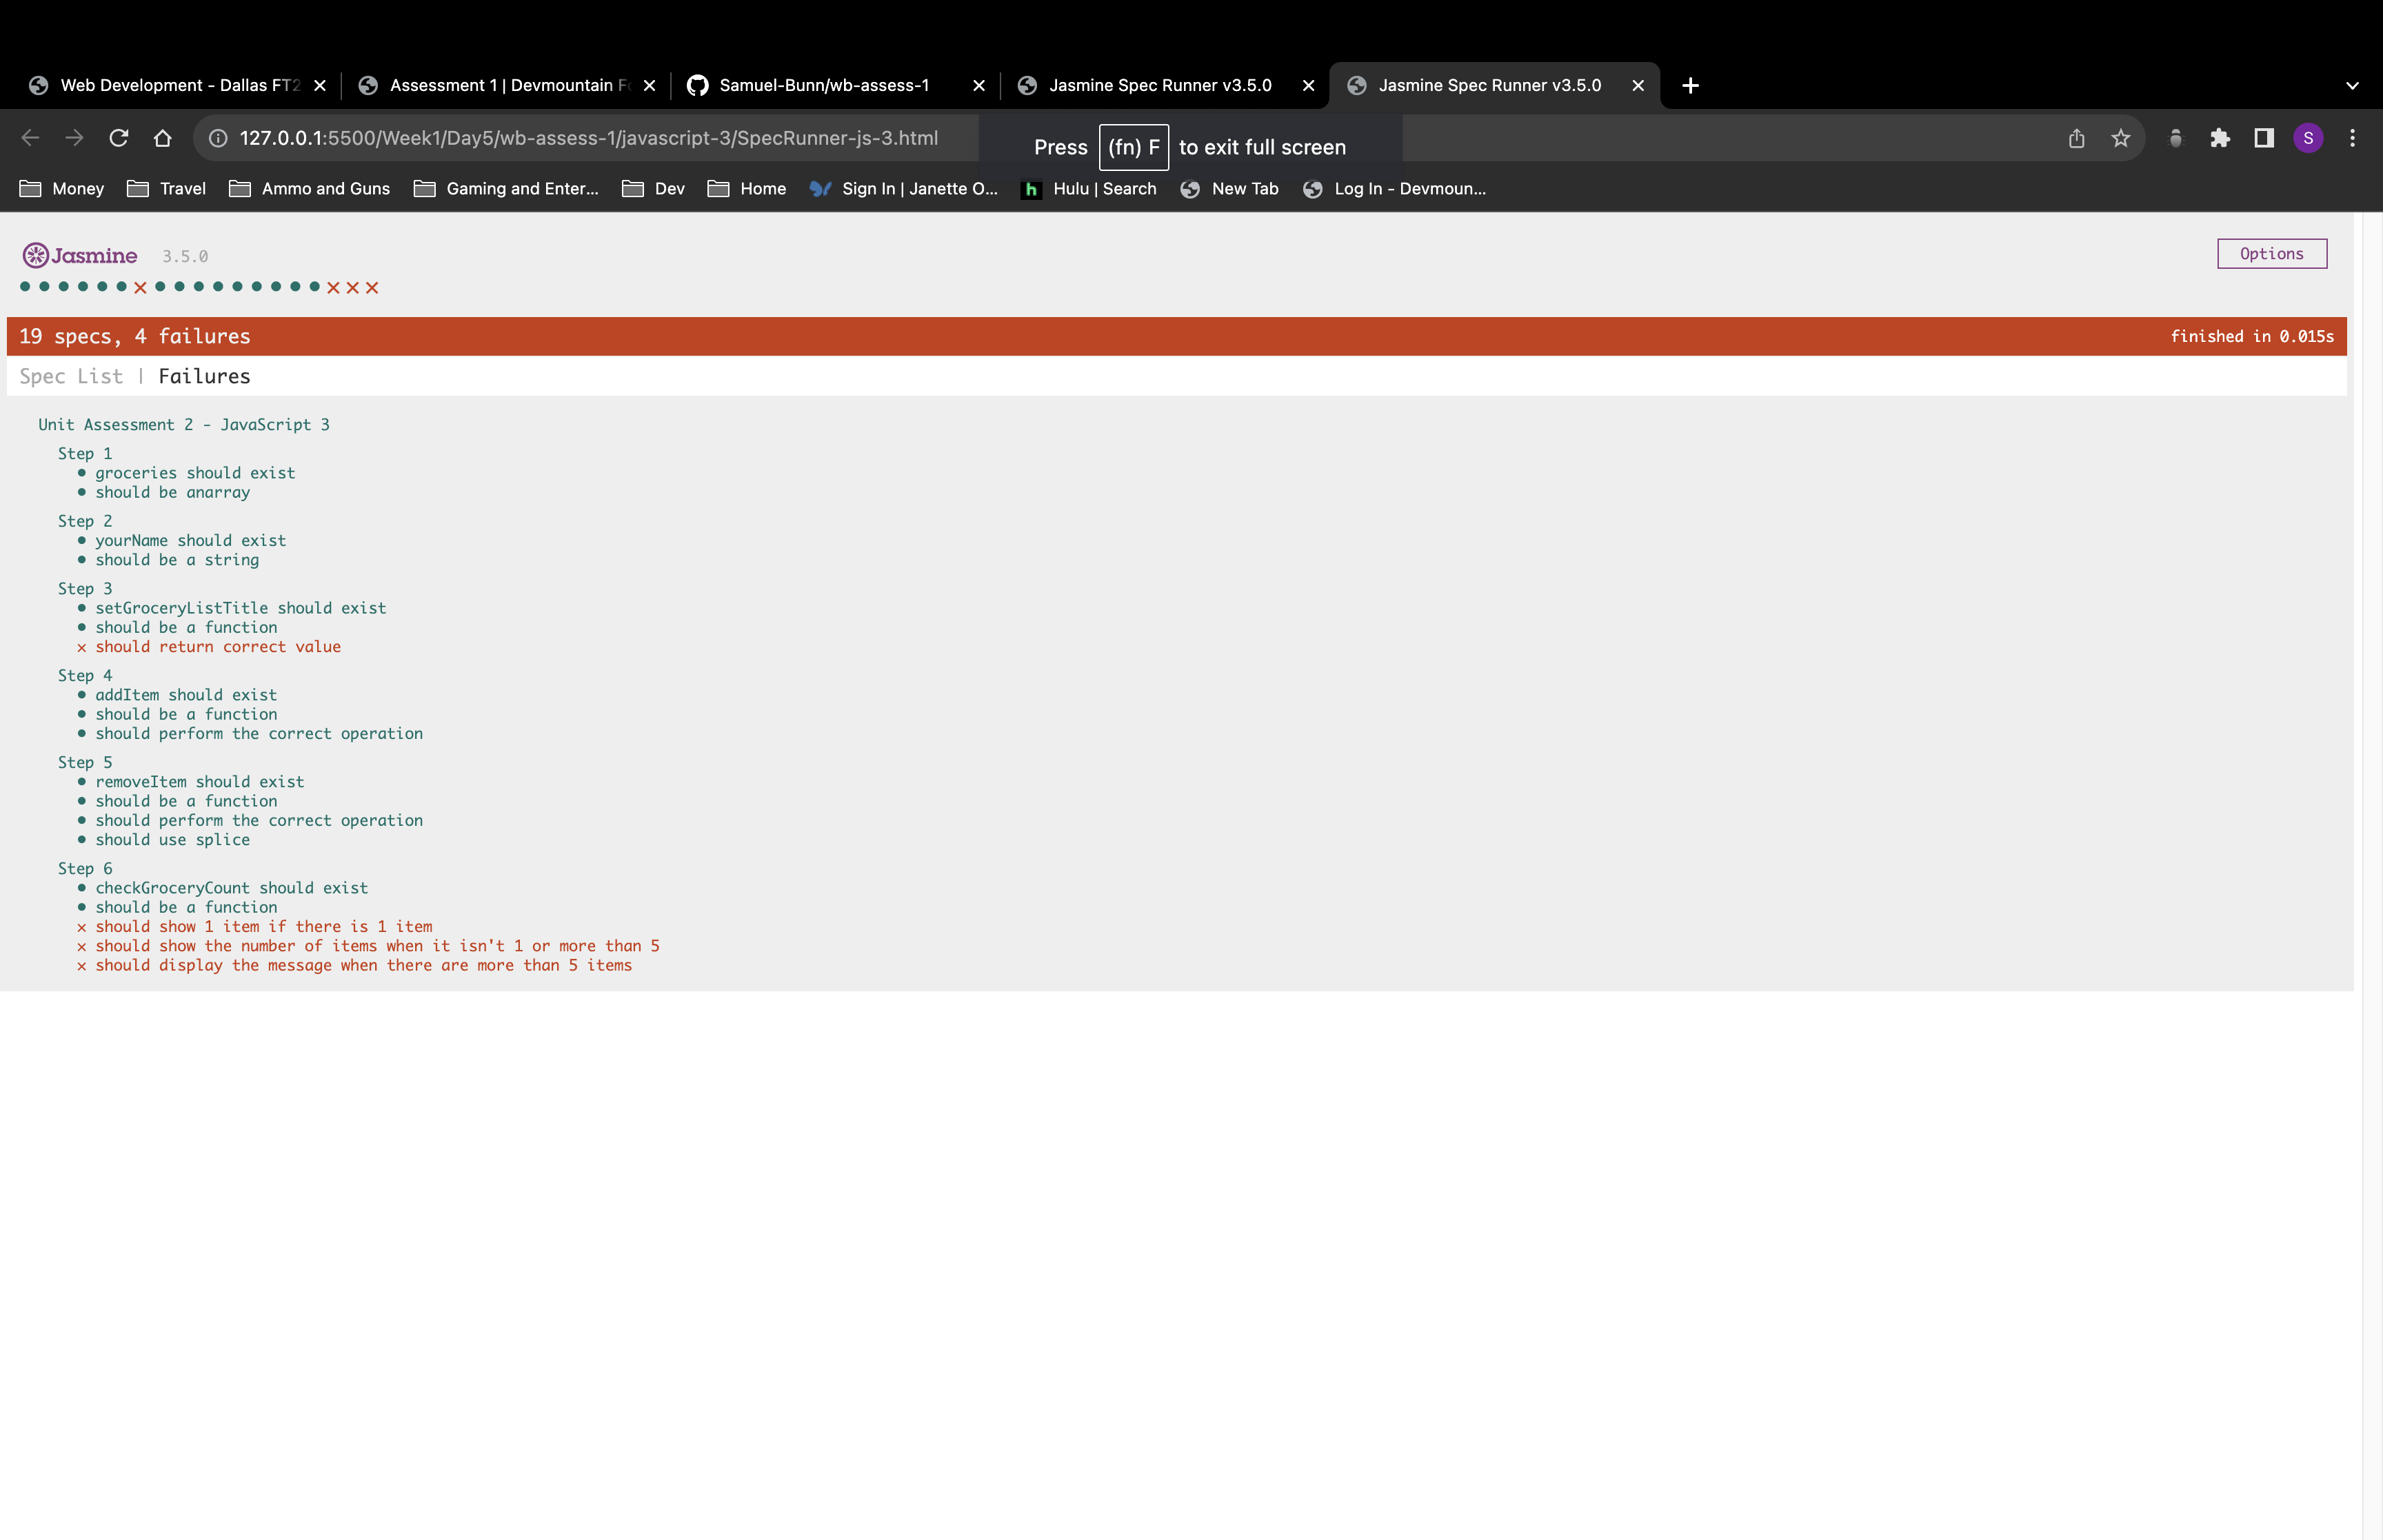 Web Development - Dallas FT2
Assessment 1 | Devmountain Fo
Samuel-Bunn/wb-assess-1
Jasmine Spec Runner v3.5.0
Jasmine Spec Runner v3.5.0
127.0.0.1:5500/Week1/Day5/wb-assess-1/javascript-3/SpecRunner-js-3.html
Press (fn) F to exit full screen
S
Money
Travel
Ammo and Guns
Gaming and Enter...
Dev
Home
Sign In | Janette O...
h Hulu | Search
New Tab
Log In - Devmoun...
Jasmine 3.5.0
Options
19 specs, 4 failures
finished in 0.015s
Spec List | Failures
Unit Assessment 2 - JavaScript 3
Step 1
• groceries should exist
• should be anarray
Step 2
• yourName should exist
• should be a string
Step 3
• setGroceryListTitle should exist
• should be a function
× should return correct value
Step 4
• addItem should exist
• should be a function
• should perform the correct operation
Step 5
• removeItem should exist
• should be a function
• should perform the correct operation
• should use splice
Step 6
• checkGroceryCount should exist
• should be a function
× should show 1 item if there is 1 item
× should show the number of items when it isn't 1 or more than 5
× should display the message when there are more than 5 items